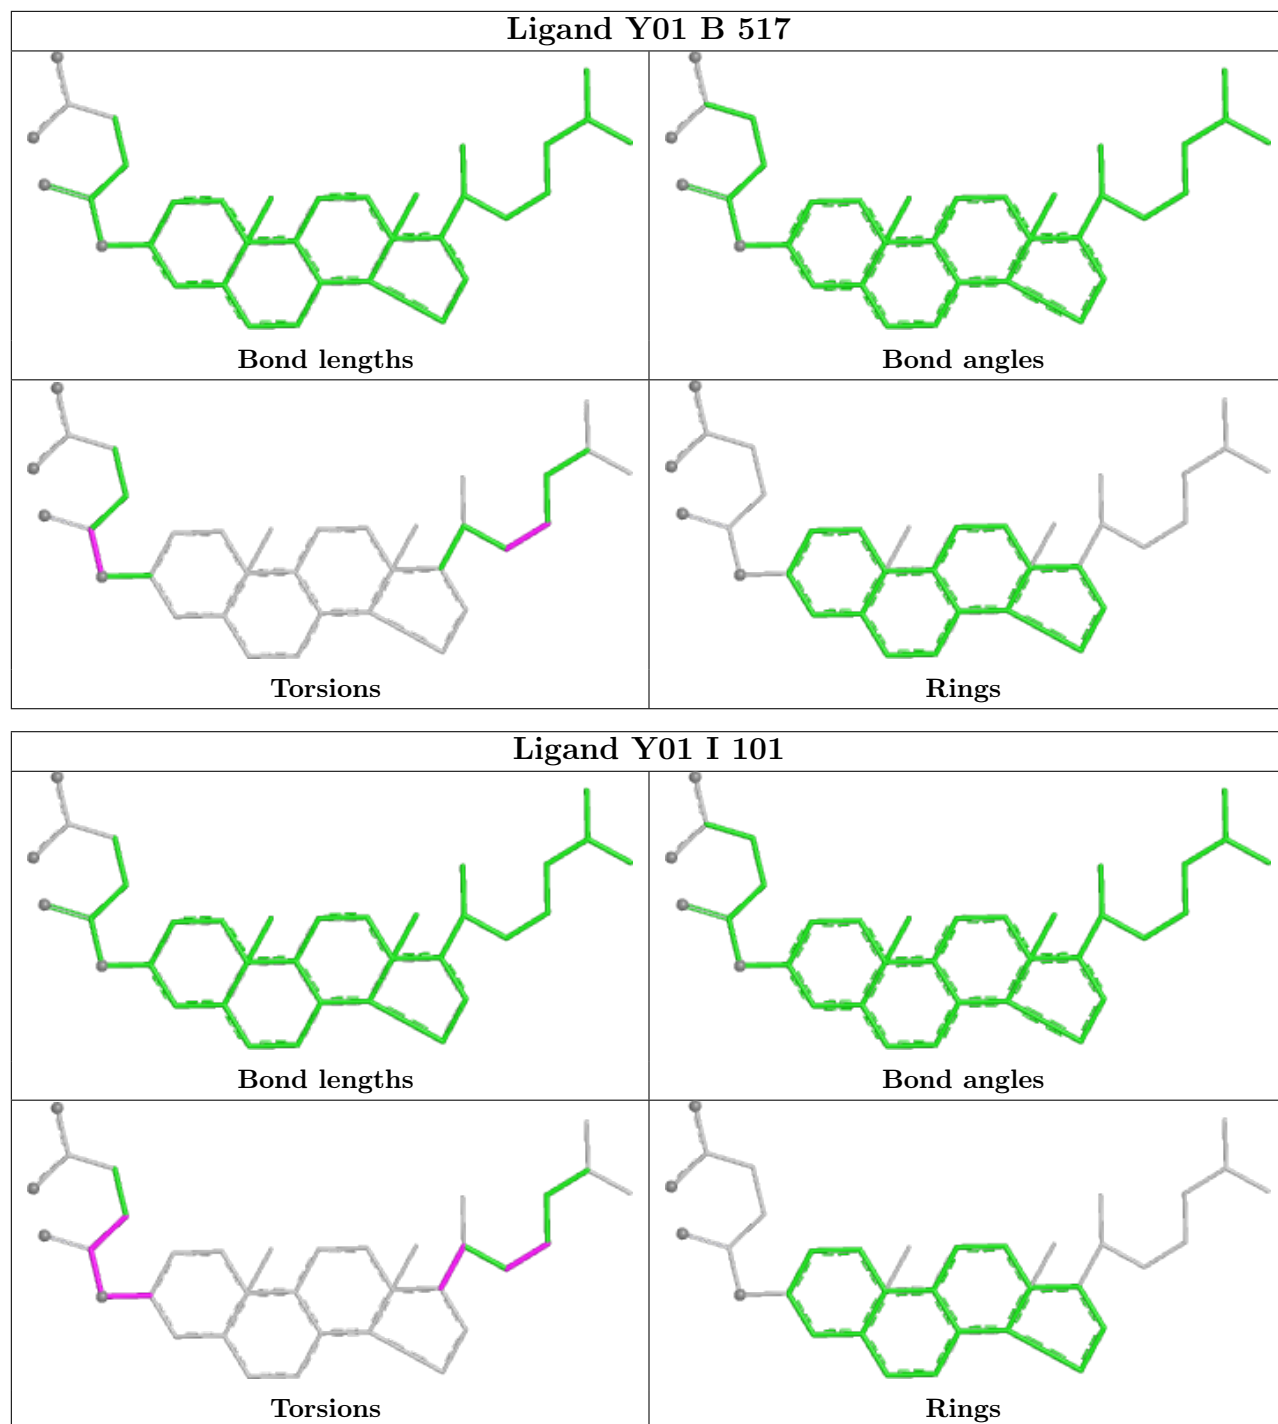 Ligand Y01 B 517
Bond lengths
Bond angles
Torsions
Rings
Ligand Y01 I 101
Bond lengths
Bond angles
Torsions
Rings